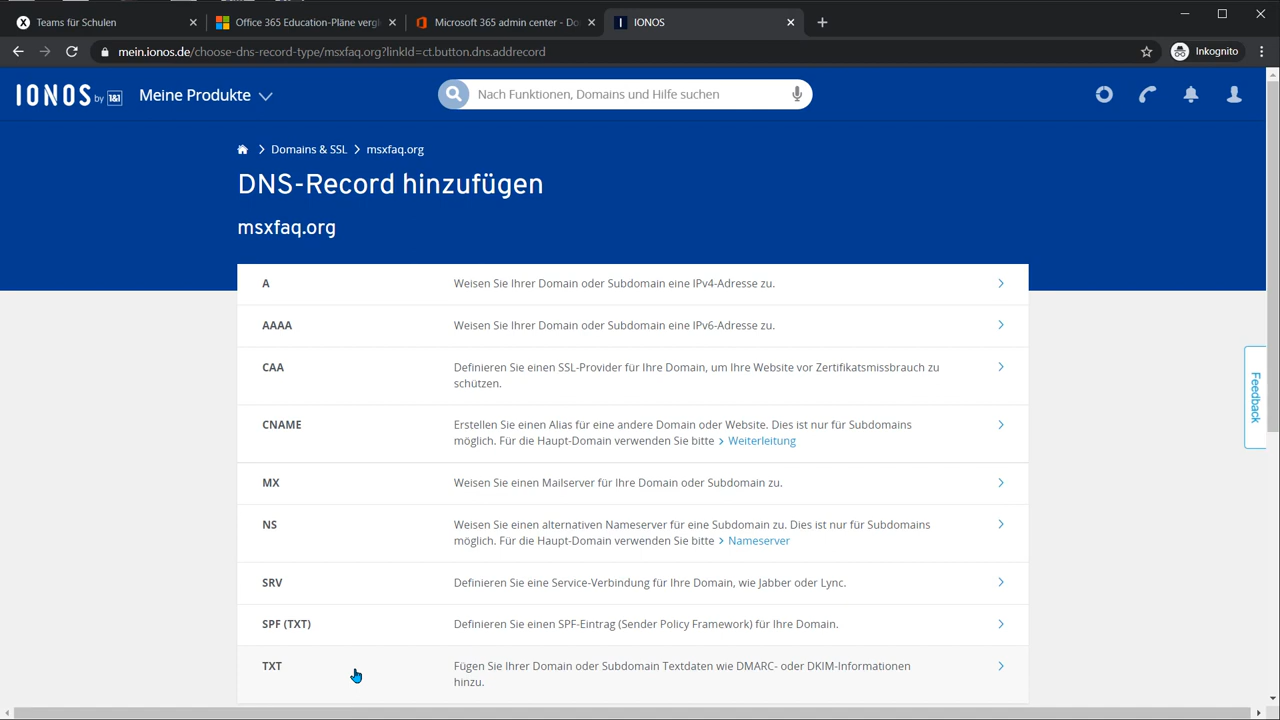 Teams für Schulen
Office 365 Education-Pläne vergl
Microsoft 365 admin center - Do
IONOS
mein.ionos.de/choose-dns-record-type/msxfaq.org?linkId=ct.button.dns.addrecord
Inkognito
IONOS by 1&1
Meine Produkte
Nach Funktionen, Domains und Hilfe suchen
Domains & SSL
msxfaq.org
DNS-Record hinzufügen
msxfaq.org
A
Weisen Sie Ihrer Domain oder Subdomain eine IPv4-Adresse zu.
AAAA
Weisen Sie Ihrer Domain oder Subdomain eine IPv6-Adresse zu.
CAA
Definieren Sie einen SSL-Provider für Ihre Domain, um Ihre Website vor Zertifikatsmissbrauch zu
schützen.
CNAME
Erstellen Sie einen Alias für eine andere Domain oder Website. Dies ist nur für Subdomains
möglich. Für die Haupt-Domain verwenden Sie bitte › Weiterleitung
MX
Weisen Sie einen Mailserver für Ihre Domain oder Subdomain zu.
NS
Weisen Sie einen alternativen Nameserver für eine Subdomain zu. Dies ist nur für Subdomains
möglich. Für die Haupt-Domain verwenden Sie bitte › Nameserver
SRV
Definieren Sie eine Service-Verbindung für Ihre Domain, wie Jabber oder Lync.
SPF (TXT)
Definieren Sie einen SPF-Eintrag (Sender Policy Framework) für Ihre Domain.
TXT
Fügen Sie Ihrer Domain oder Subdomain Textdaten wie DMARC- oder DKIM-Informationen
hinzu.
Feedback